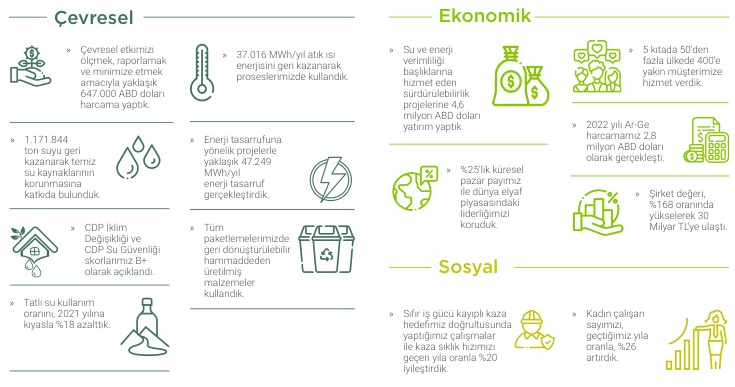 Çevresel
» Çevresel etkimizi
ölçmek, raporlamak
ve minimize etmek
amacıyla yaklaşık
647.000 ABD doları
harcama yaptık.
» 37.016 MWh/yıl atık ısı
enerjisini geri kazanarak
proseslerimizde kullandık.
» 1.171.844
ton suyu geri
kazanarak temiz
su kaynaklarının
korunmasına
katkıda bulunduk.
» Enerji tasarrufuna
yönelik projelerle
yaklaşık 47.249
MWh/yıl
enerji tasarruf
gerçekleştirdik.
» CDP İklim
Değişikliği ve
CDP Su Güvenliği
skorlarımız B+
olarak açıklandı.
» Tüm
paketlemelerimizde
geri dönüştürülebilir
hammaddeden
üretilmiş
malzemeler
kullandık.
» Tatlı su kullanım
oranını, 2021 yılına
kıyasla %18 azalttık.
Ekonomik
» Su ve enerji
verimliliği
başlıklarına
hizmet eden
sürdürülebilirlik
projelerine 4,6
milyon ABD doları
yatırım yaptık.
» 5 kıtada 50'den
fazla ülkede 400'e
yakın müşterimize
hizmet verdik.
» 2022 yılı Ar-Ge
harcamamız 2,8
milyon ABD doları
olarak gerçekleşti.
» %25'lik küresel
pazar payımız
ile dünya elyaf
piyasasındaki
liderliğimizi
koruduk.
» Şirket değeri,
%168 oranında
yükselerek 30
Milyar TL'ye ulaştı.
Sosyal
» Sıfır iş gücü kayıplı kaza
hedefimiz doğrultusunda
yaptığımız çalışmalar
ile kaza sıklık hızımızı
geçen yıla oranla %20
iyileştirdik.
» Kadın çalışan
sayımızı,
geçtiğimiz yıla
oranla, %26
artırdık.